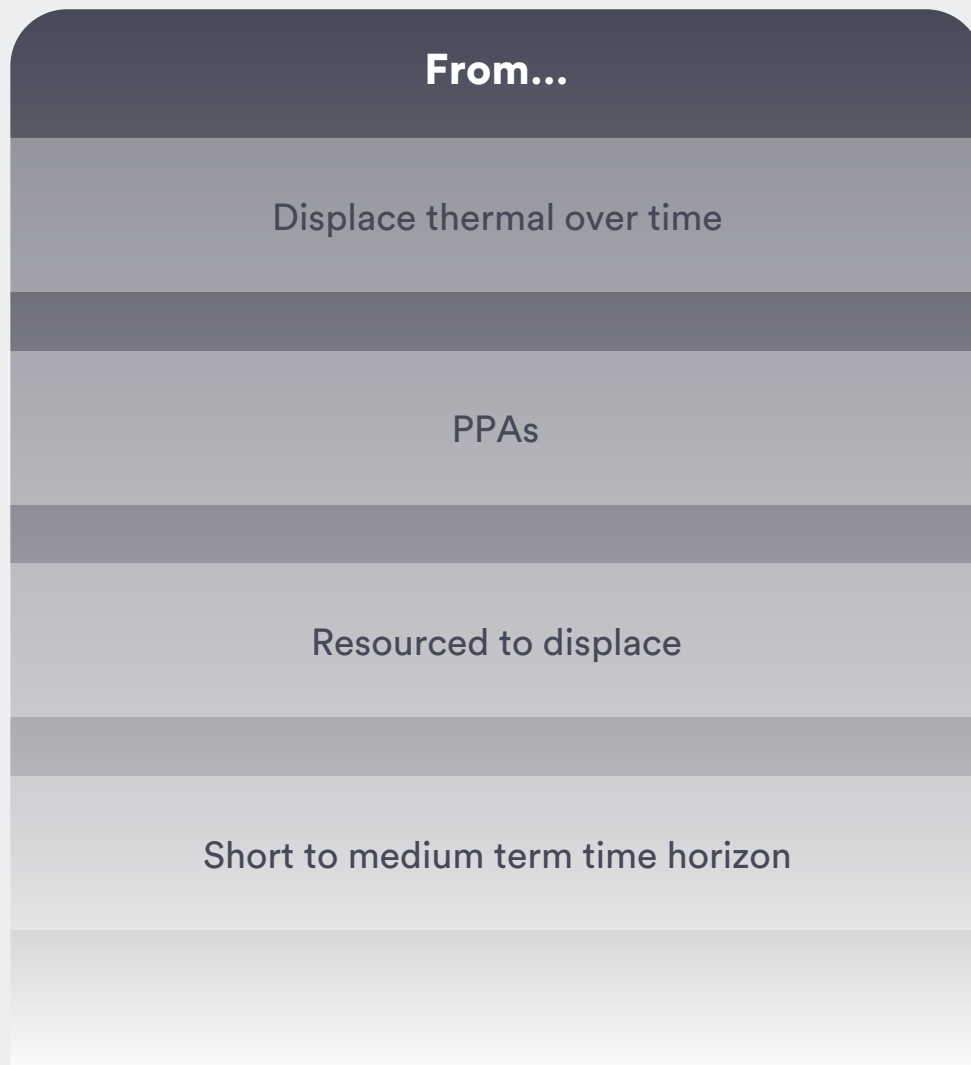 From...
Displace thermal over time
PPAs
Resourced to displace
Short to medium term time horizon